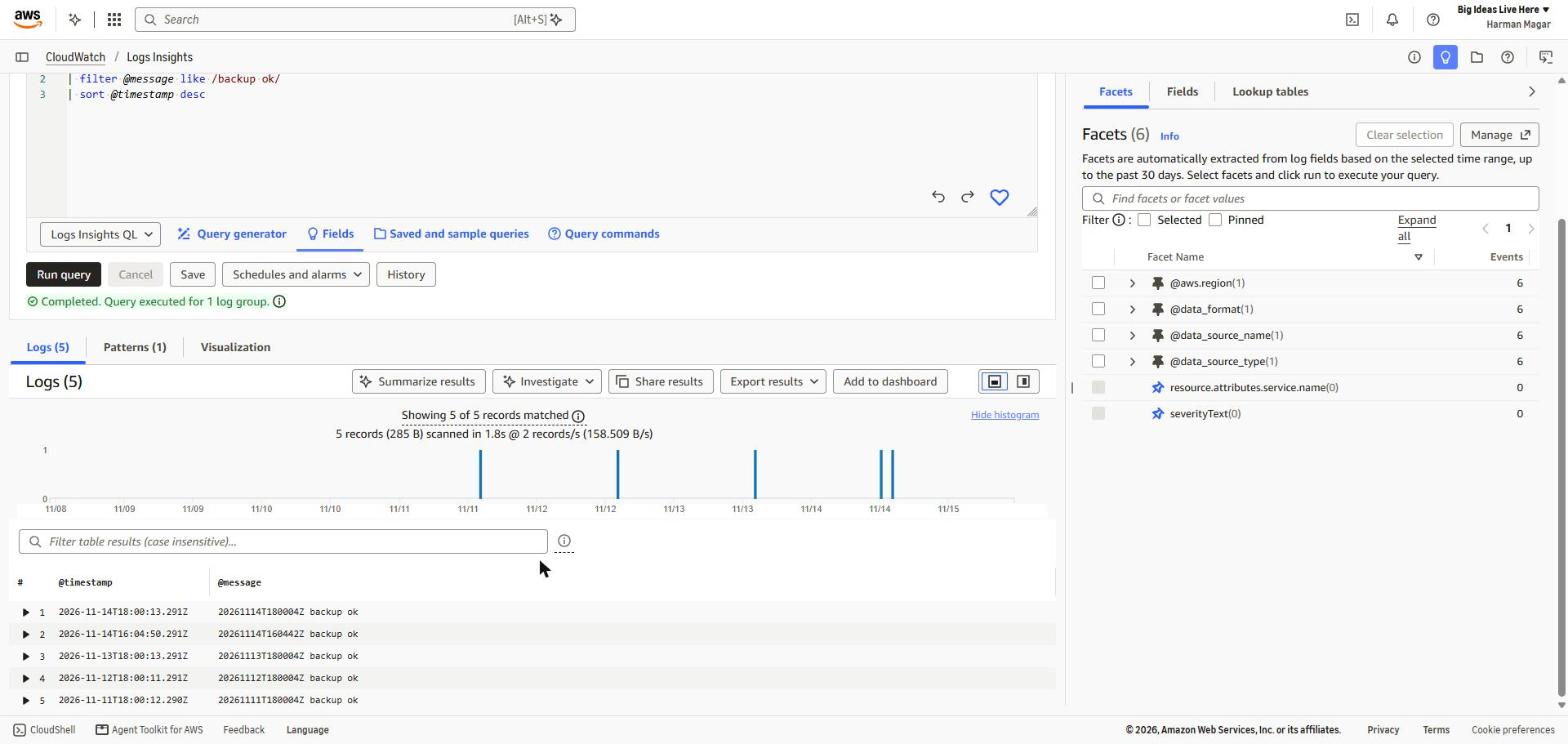 aws
Search
[Alt+S]
Big Ideas Live Here
Harman Magar
CloudWatch / Logs Insights
2 | filter @message like /backup ok/
3 | sort @timestamp desc
Logs Insights QL
Query generator
Fields
Saved and sample queries
Query commands
Run query
Cancel
Save
Schedules and alarms
History
Completed. Query executed for 1 log group.
Logs (5)
Patterns (1)
Visualization
Logs (5)
Summarize results
Investigate
Share results
Export results
Add to dashboard
Showing 5 of 5 records matched
Hide histogram
5 records (285 B) scanned in 1.8s @ 2 records/s (158.509 B/s)
1
0
11/08 11/09 11/09 11/10 11/10 11/11 11/11 11/12 11/12 11/13 11/13 11/14 11/14 11/15
Filter table results (case insensitive)...
# @timestamp @message
1 2026-11-14T18:00:13.291Z 20261114T180004Z backup ok
2 2026-11-14T16:04:50.291Z 20261114T160442Z backup ok
3 2026-11-13T18:00:13.291Z 20261113T180004Z backup ok
4 2026-11-12T18:00:11.291Z 20261112T180004Z backup ok
5 2026-11-11T18:00:12.290Z 20261111T180004Z backup ok
Facets
Fields
Lookup tables
Facets (6) Info
Clear selection
Manage
Facets are automatically extracted from log fields based on the selected time range, up
to the past 30 days. Select facets and click run to execute your query.
Find facets or facet values
Filter : Selected Pinned
Expand
all
1
Facet Name Events
@aws.region(1) 6
@data_format(1) 6
@data_source_name(1) 6
@data_source_type(1) 6
resource.attributes.service.name(0) 0
severityText(0) 0
CloudShell
Agent Toolkit for AWS
Feedback
Language
© 2026, Amazon Web Services, Inc. or its affiliates.
Privacy
Terms
Cookie preferences